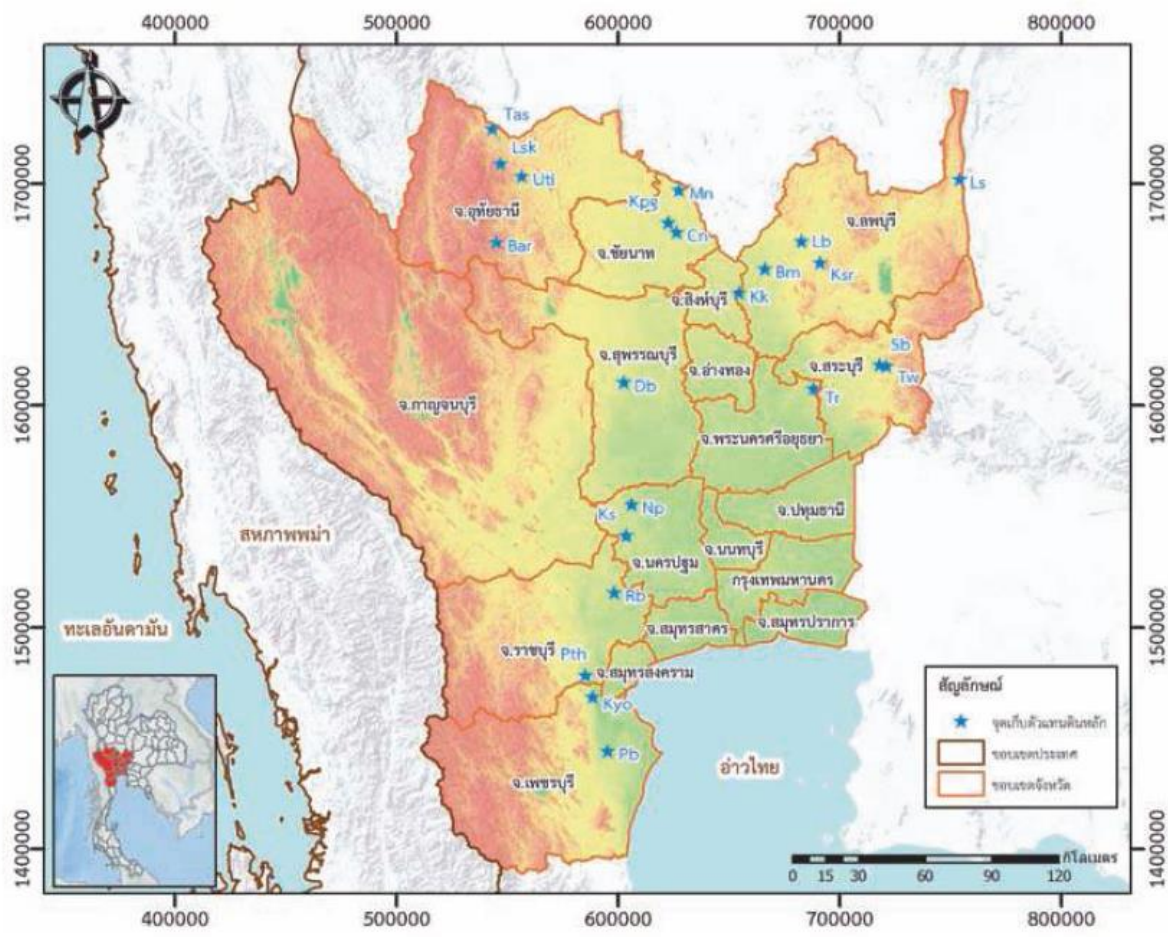 400000 500000 600000 700000 800000
1700000
1600000
1500000
1400000
1700000
1600000
1500000
1400000
Tas
Lsk
Utl
Bar
จ.อุทัยธานี
Kpg
Mn
Cn
จ.ชัยนาท
จ.ลพบุรี
Ls
Lb
Bm
Ksr
Kk
จ.สิงห์บุรี
จ.สุพรรณบุรี
Db
จ.อ่างทอง
จ.สระบุรี
Sb
Tw
Tr
จ.กาญจนบุรี
จ.พระนครศรีอยุธยา
Ks
Np
จ.ปทุมธานี
จ.นนทบุรี
จ.นครปฐม
กรุงเทพมหานคร
Rb
จ.สมุทรสาคร
จ.สมุทรปราการ
จ.ราชบุรี
Pth
จ.สมุทรสงคราม
Kyo
Pb
จ.เพชรบุรี
สหภาพพม่า
ทะเลอันดามัน
อ่าวไทย
สัญลักษณ์
จุดเก็บตัวแทนดินหลัก
ขอบเขตประเทศ
ขอบเขตจังหวัด
กิโลเมตร
0 15 30 60 90 120
400000 500000 600000 700000 800000